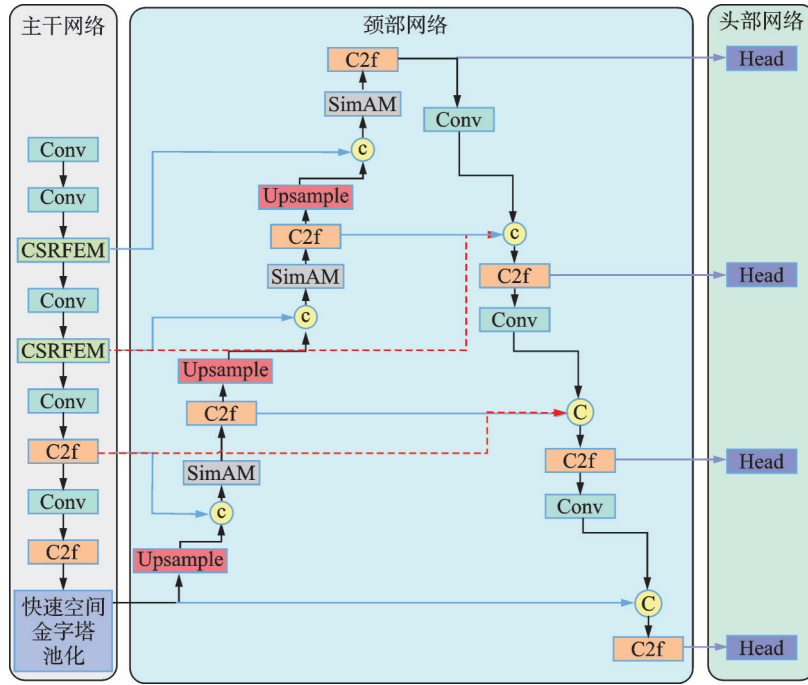 主干网络
Conv
Conv
CSRFEM
Conv
CSRFEM
Conv
C2f
Conv
C2f
快速空间
金字塔
池化
颈部网络
C2f
SimAM
c
Upsample
C2f
SimAM
c
Upsample
C2f
SimAM
c
Upsample
Conv
c
C2f
Conv
C
C2f
Conv
C
C2f
头部网络
Head
Head
Head
Head